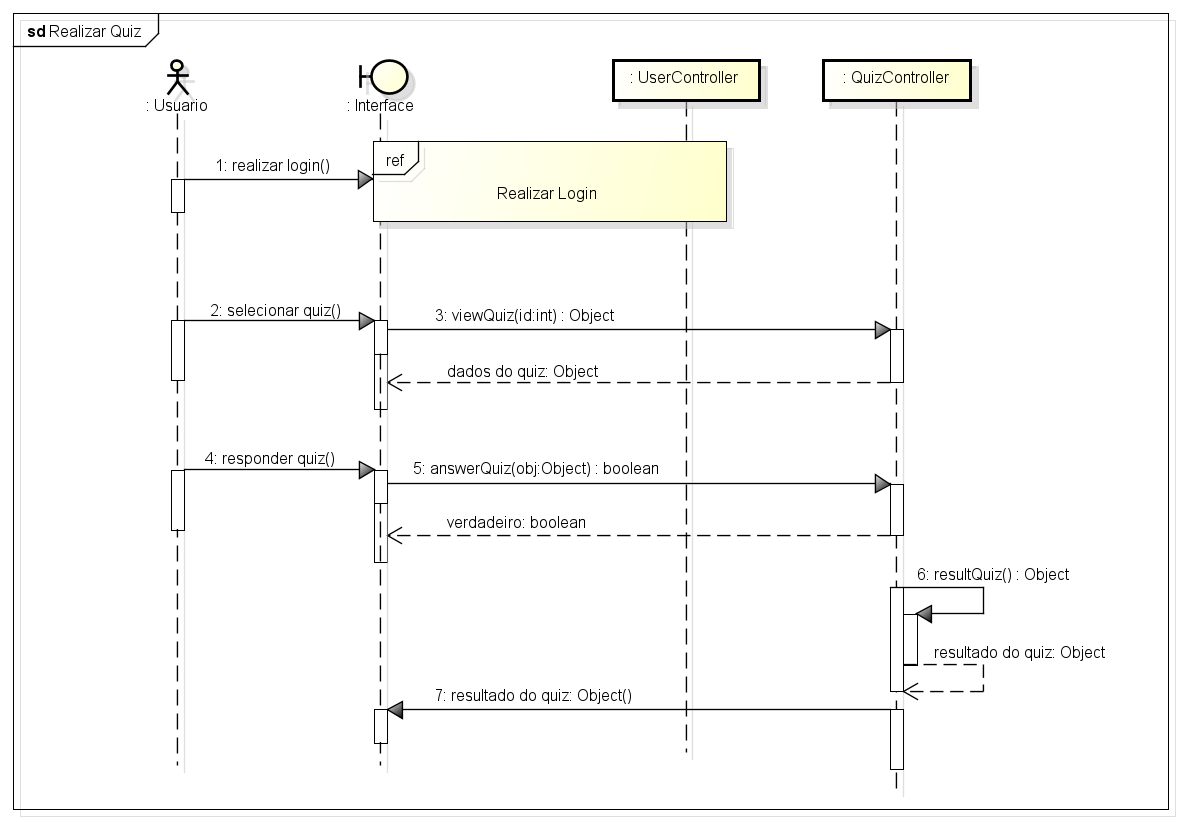 sd Realizar Quiz
: Usuario
: Interface
: UserController
: QuizController
1: realizar login()
ref
Realizar Login
2: selecionar quiz()
3: viewQuiz(id:int) : Object
dados do quiz: Object
4: responder quiz()
5: answerQuiz(obj:Object) : boolean
verdadeiro: boolean
6: resultQuiz() : Object
resultado do quiz: Object
7: resultado do quiz: Object()